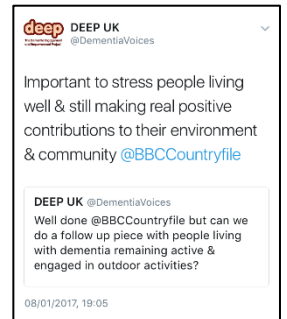 deep DEEP UK
@DementiaVoices
Important to stress people living
well & still making real positive
contributions to their environment
& community @BBCCountryfile
DEEP UK @DementiaVoices
Well done @BBCCountryfile but can we
do a follow up piece with people living
with dementia remaining active &
engaged in outdoor activities?
08/01/2017, 19:05